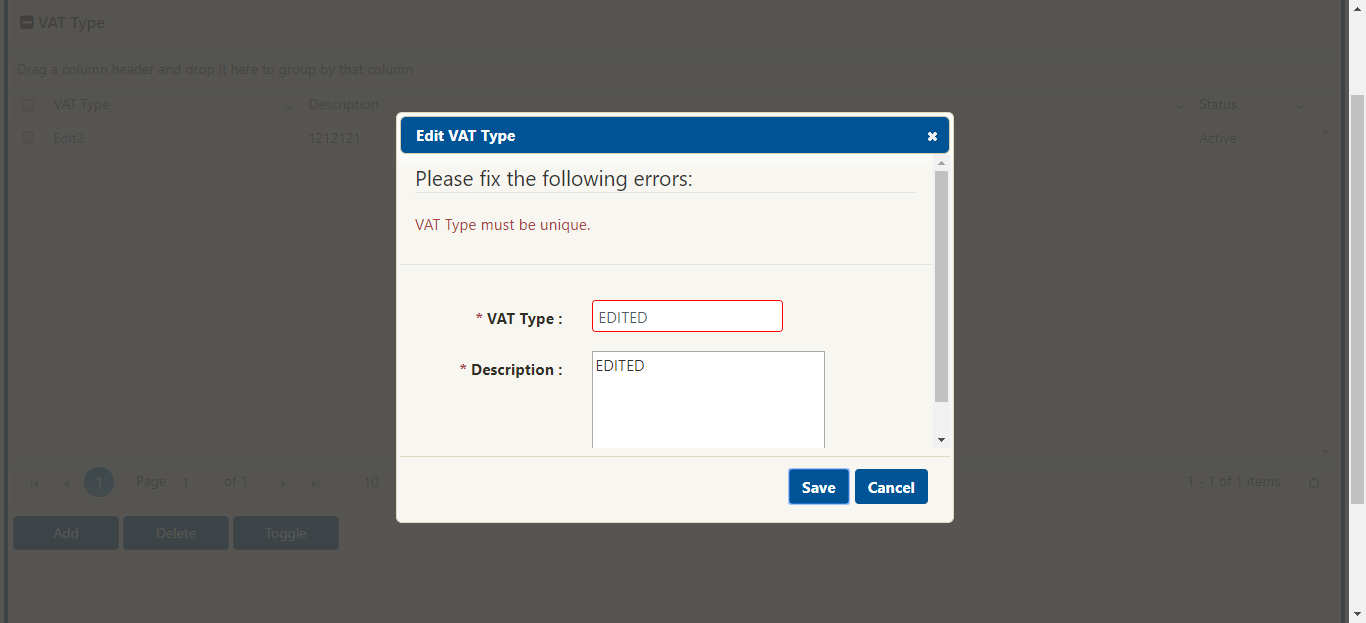 VAT Type
Drag a column header and drop it here to group by that column
VAT Type Description Status
Edit2 1212121 Active
Edit VAT Type
Please fix the following errors:
VAT Type must be unique.
* VAT Type : EDITED
* Description : EDITED
Save Cancel
1 Page 1 of 1 10 1 - 1 of 1 items
Add Delete Toggle